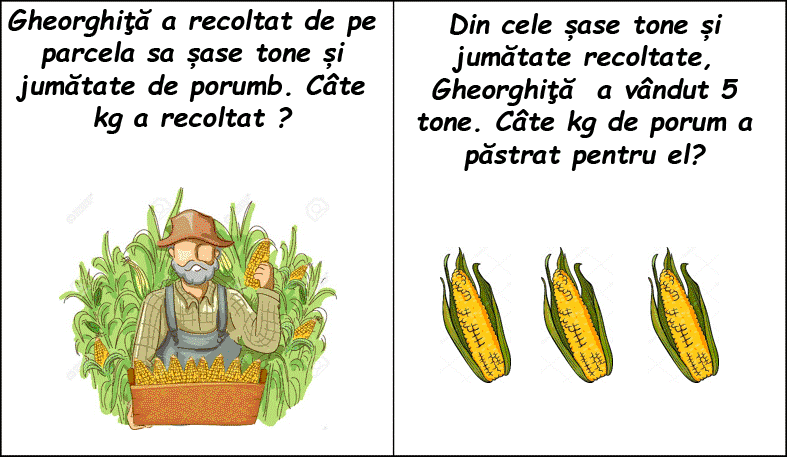 Gheorghiţă a recoltat de pe
parcela sa șase tone și
jumătate de porumb. Câte
kg a recoltat ?
Din cele șase tone și
jumătate recoltate,
Gheorghiţă a vândut 5
tone. Câte kg de porum a
păstrat pentru el?